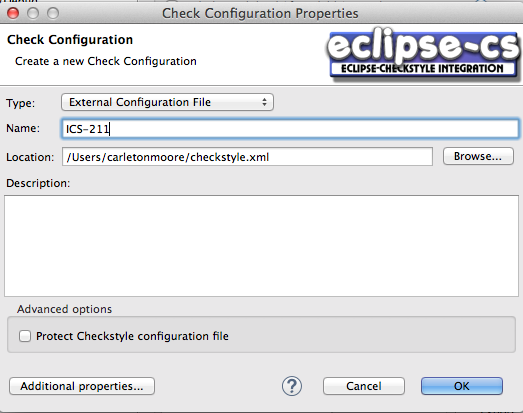 Check Configuration Properties
Check Configuration
Create a new Check Configuration
eclipse-cs
ECLIPSE-CHECKSTYLE INTEGRATION
Type: External Configuration File
Name: ICS-211
Location: /Users/carletonmoore/checkstyle.xml Browse...
Description:
Advanced options
Protect Checkstyle configuration file
Additional properties... ? Cancel OK